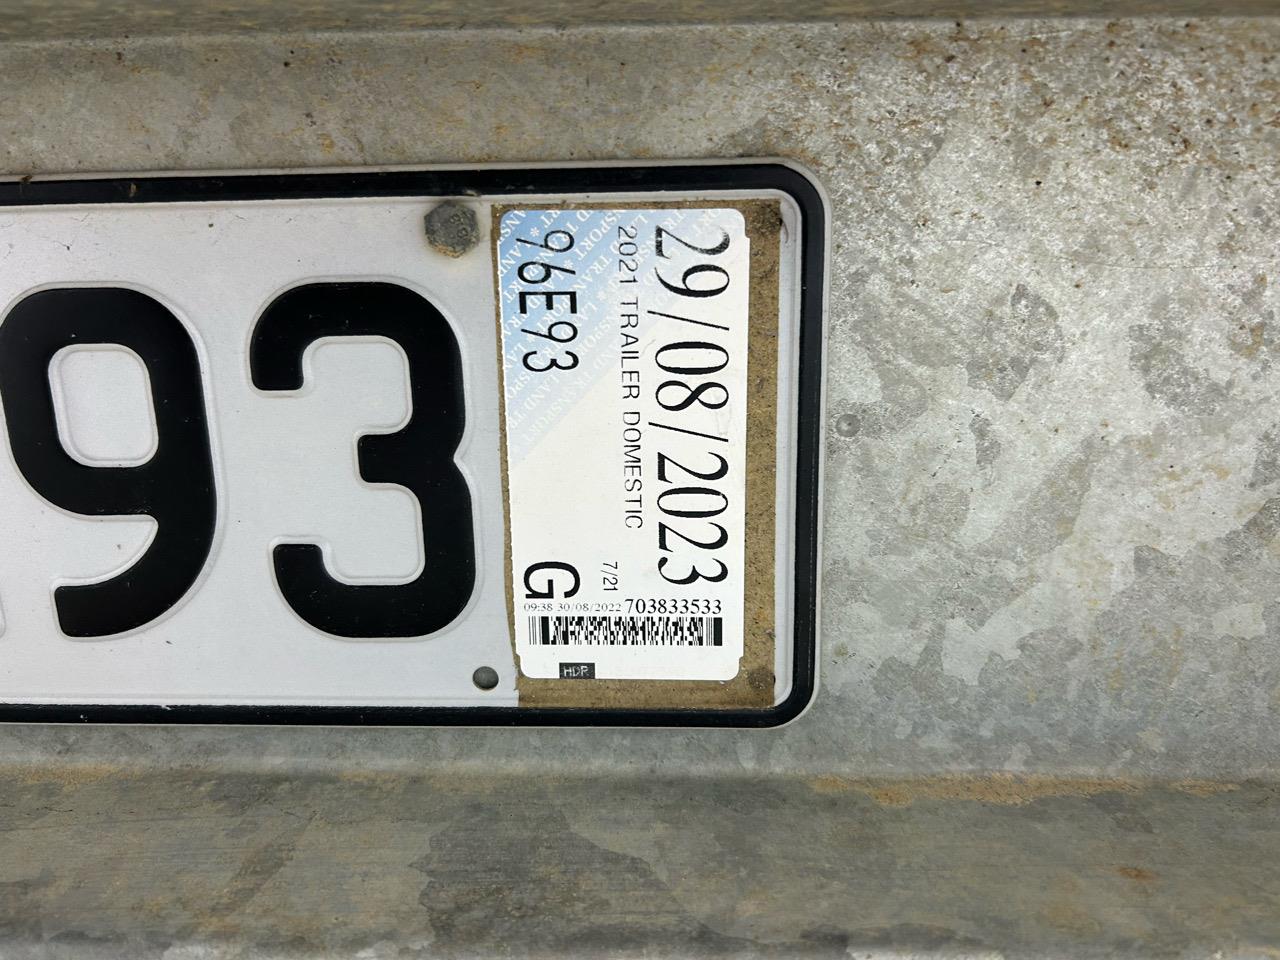 93
29/08/2023
2021 TRAILER DOMESTIC
96E93
7/21
G
09:38 30/08/2022 703833533
HDR